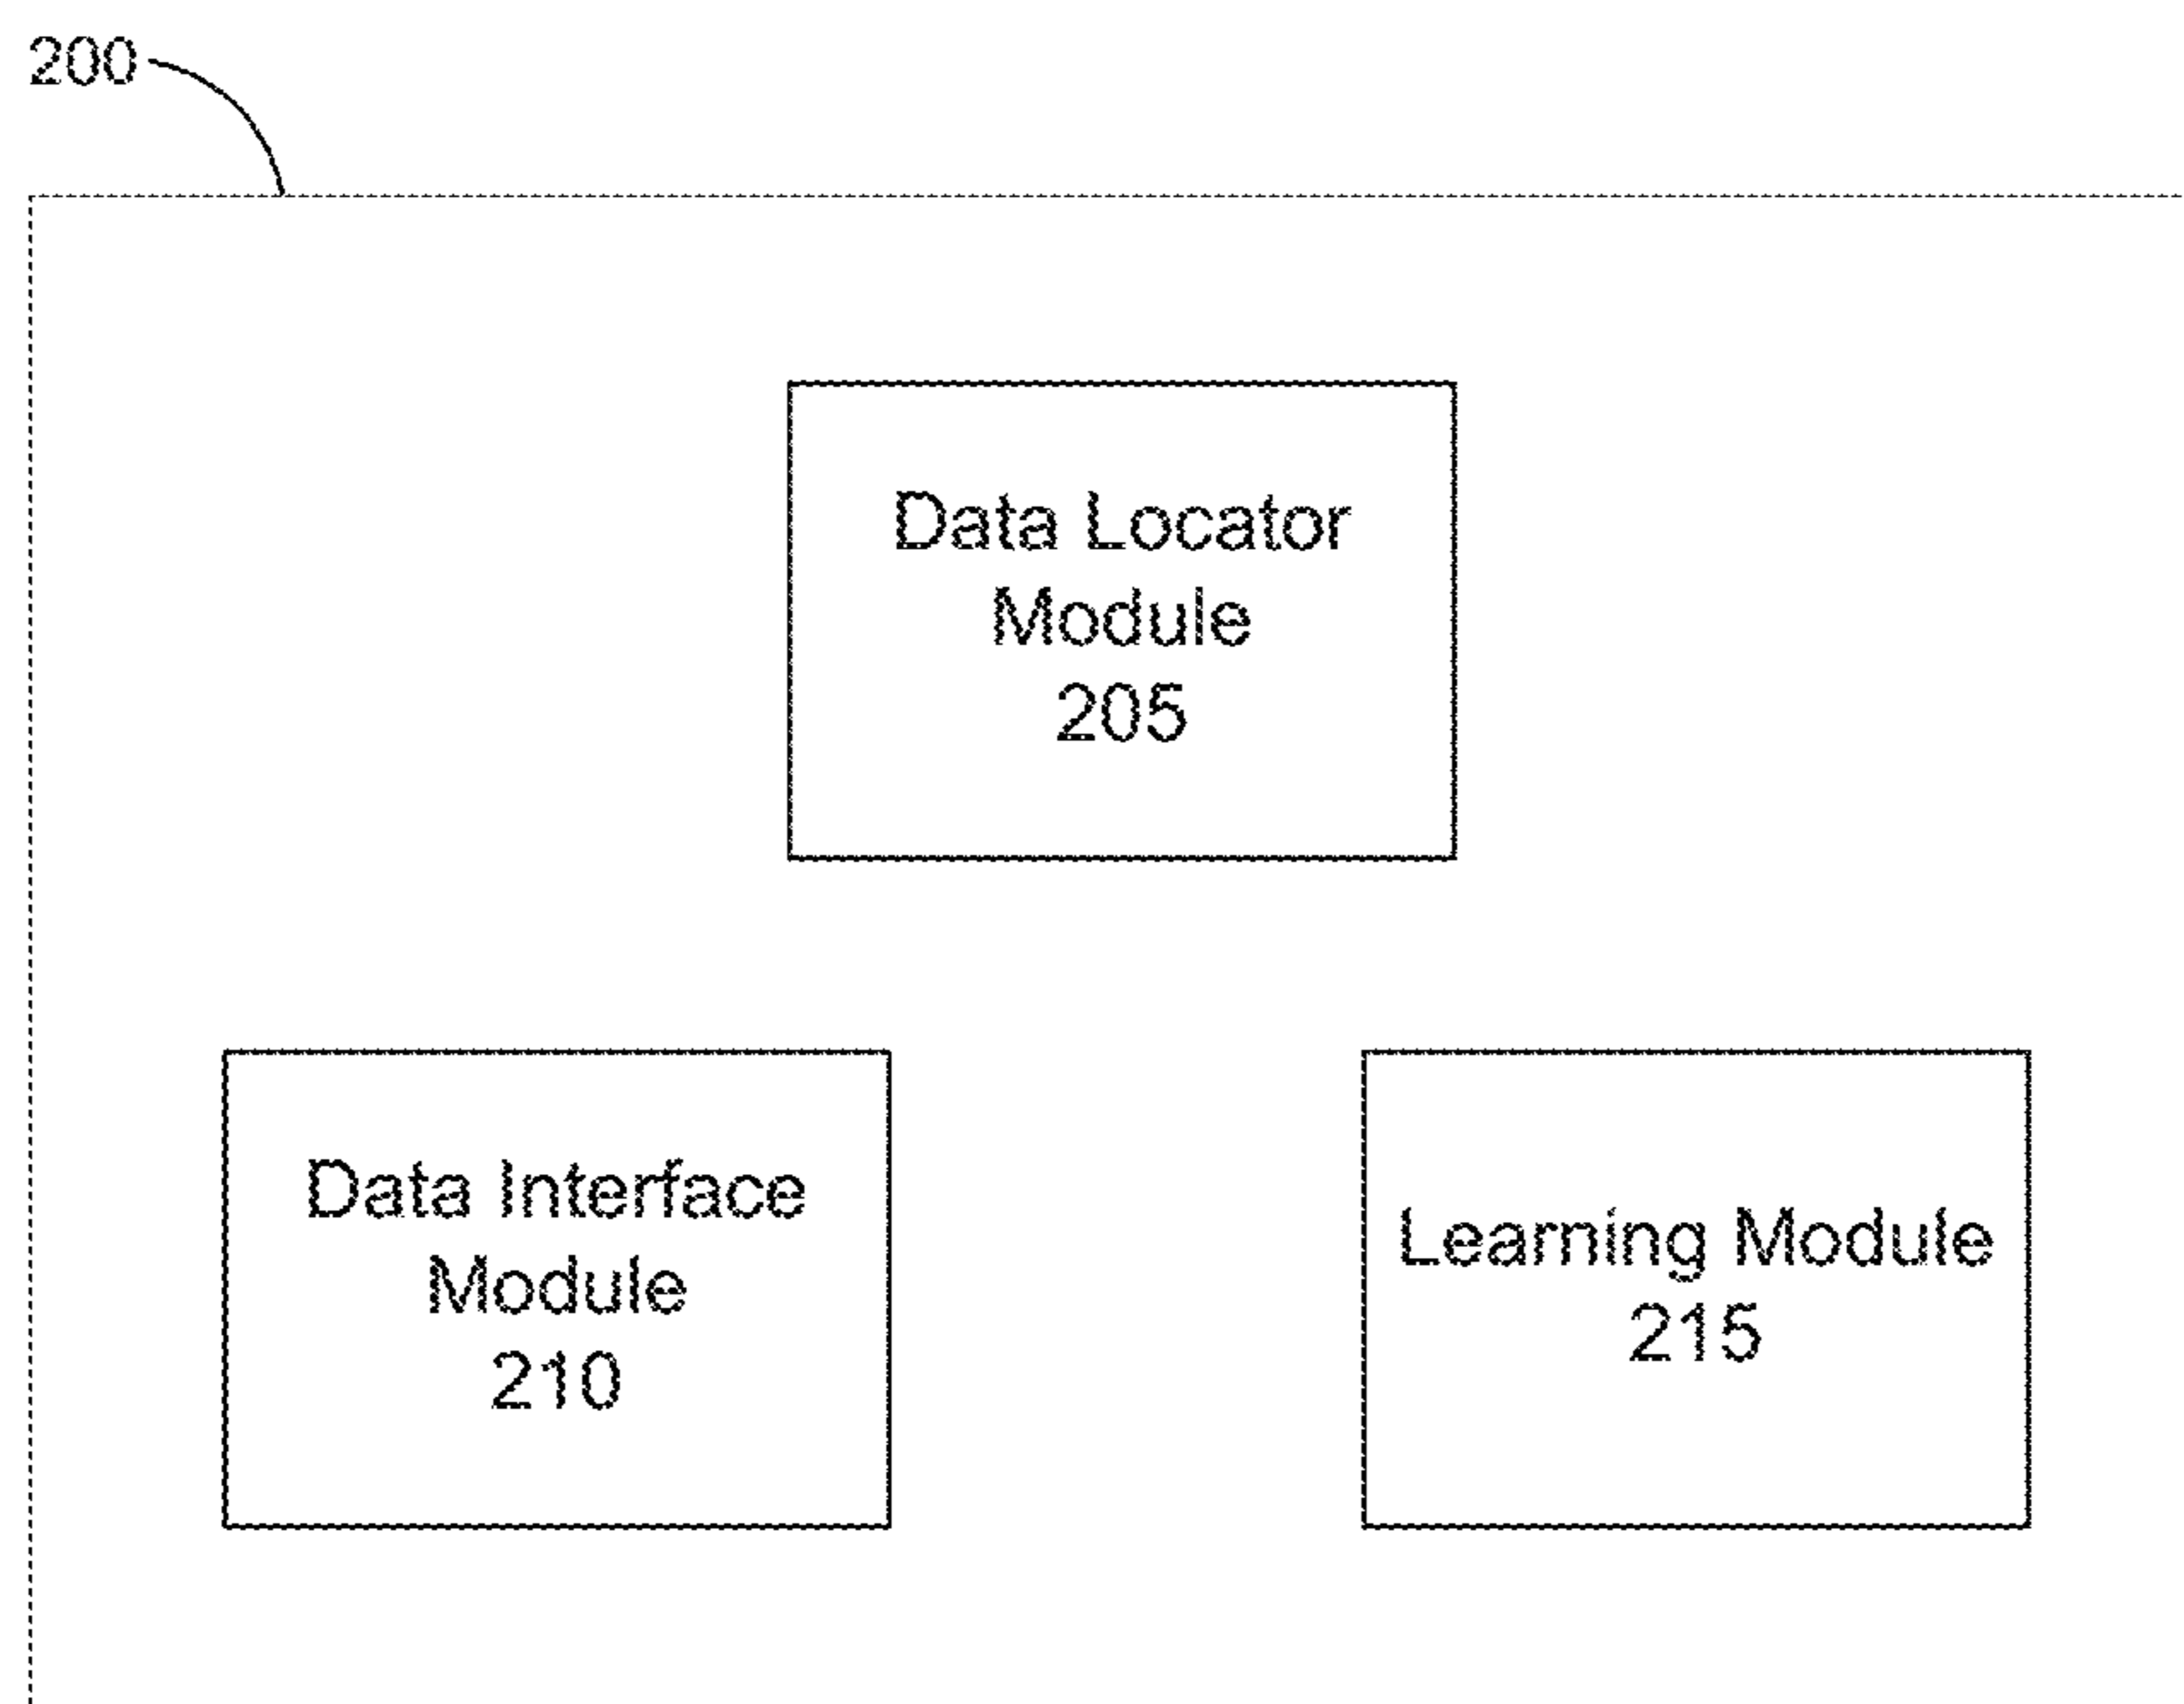 200
Data Locator
Module
205
Data Interface
Module
210
Learning Module
215